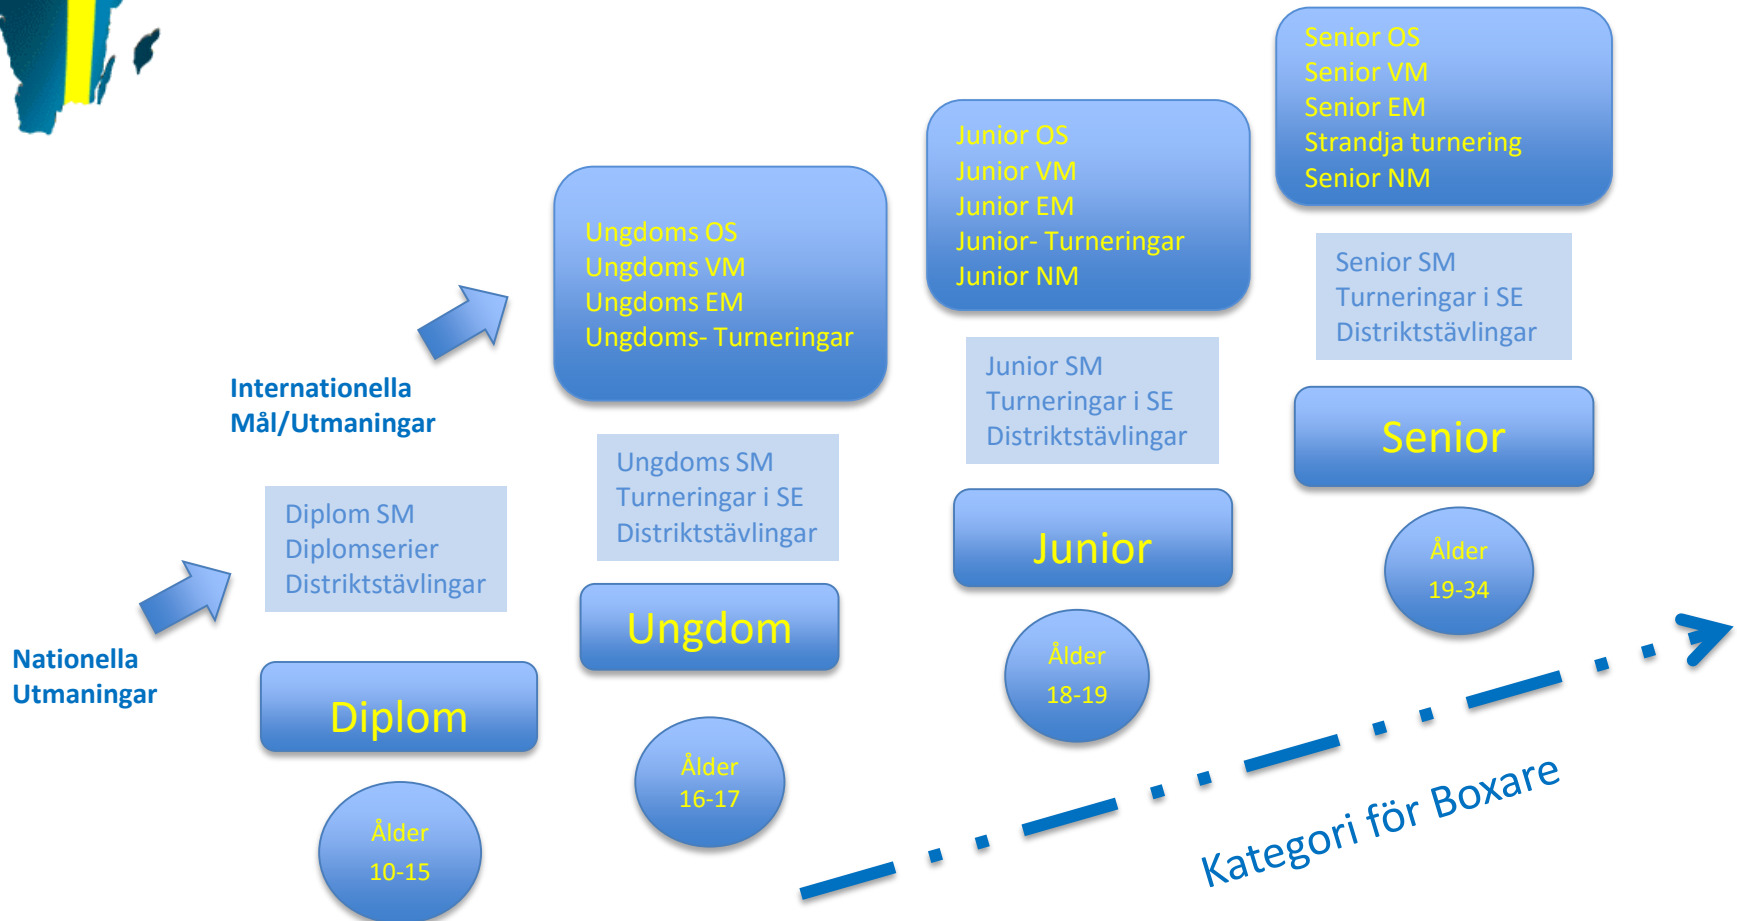 Internationella
Mål/Utmaningar
Nationella
Utmaningar
Diplom SM
Diplomserier
Distriktstävlingar
Diplom
Ålder
10-15
Ungdoms OS
Ungdoms VM
Ungdoms EM
Ungdoms- Turneringar
Ungdoms SM
Turneringar i SE
Distriktstävlingar
Ungdom
Ålder
16-17
Junior OS
Junior VM
Junior EM
Junior- Turneringar
Junior NM
Junior SM
Turneringar i SE
Distriktstävlingar
Junior
Ålder
18-19
Senior OS
Senior VM
Senior EM
Strandja turnering
Senior NM
Senior SM
Turneringar i SE
Distriktstävlingar
Senior
Ålder
19-34
Kategori för Boxare